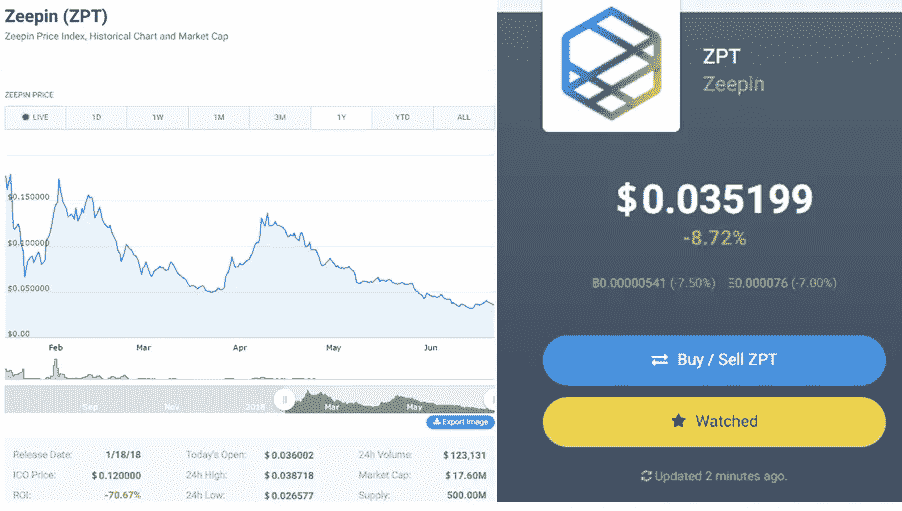 Zeepin (ZPT)
Zeepin Price Index, Historical Chart and Market Cap
ZEEPIN PRICE
LIVE 1D 1W 1M 3M 1Y YTD ALL
$0.150000
$0.100000
$0.050000
$0.00
Feb Mar Apr May Jun
Sep Nov 2018 Mar May
Export Image
Release Date: 1/18/18 Today's Open: $0.036002 24h Volume: $123,131
ICO Price: $0.120000 24h High: $0.038718 Market Cap: $17.60M
ROI: -70.67% 24h Low: $0.026577 Supply: 500.00M
ZPT
Zeepin
$0.035199
-8.72%
Ƀ0.00000541 (-7.50%) Ξ0.000076 (-7.00%)
Buy / Sell ZPT
Watched
Updated 2 minutes ago.